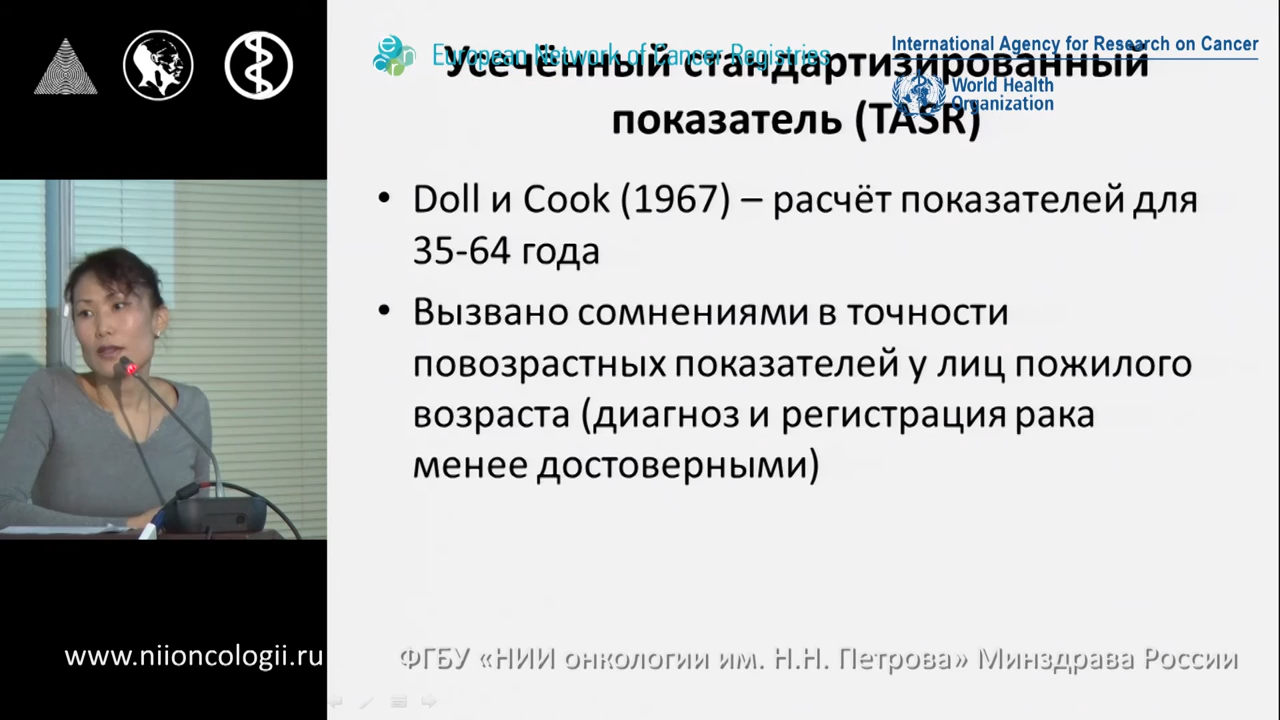 European Network of Cancer Registries
International Agency for Research on Cancer
World Health
Organization
Усечённый стандартизированный
показатель (TASR)
• Doll и Cook (1967) – расчёт показателей для
35-64 года
• Вызвано сомнениями в точности
повозрастных показателей у лиц пожилого
возраста (диагноз и регистрация рака
менее достоверными)
www.niioncologii.ru
ФГБУ «НИИ онкологии им. Н.Н. Петрова» Минздрава России